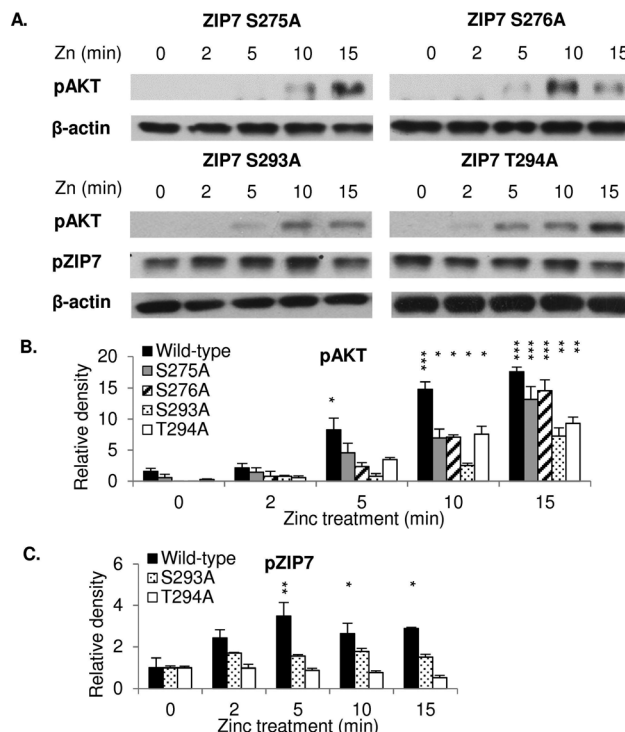 A.
ZIP7 S275A ZIP7 S276A
Zn (min) 0 2 5 10 15 0 2 5 10 15
pAKT
β-actin
ZIP7 S293A ZIP7 T294A
Zn (min) 0 2 5 10 15 0 2 5 10 15
pAKT
pZIP7
β-actin
B.
pAKT
Wild-type
S275A
S276A
S293A
T294A
* *** * * * * *** *** *** ** **
Relative density
20
15
10
5
0
0 2 5 10 15
Zinc treatment (min)
C.
pZIP7
Wild-type
S293A
T294A
** * *
Relative density
6
4
2
0
0 2 5 10 15
Zinc treatment (min)